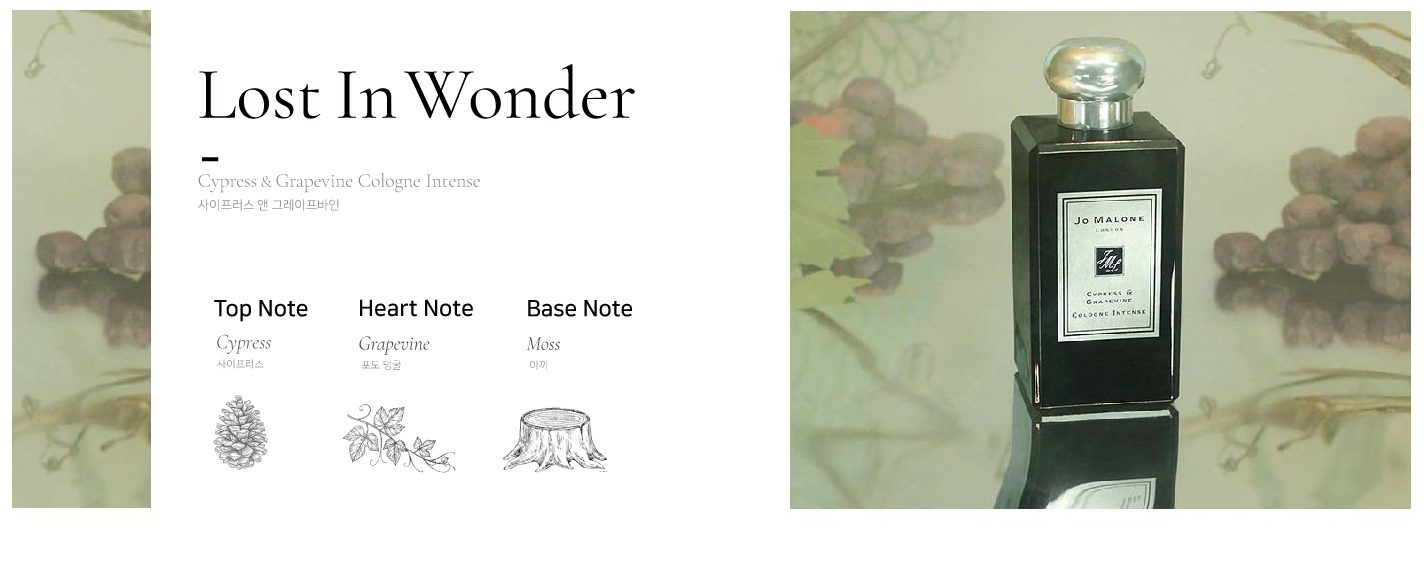 Lost In Wonder
Cypress & Grapevine Cologne Intense
사이프러스 앤 그레이프바인
Top Note
Cypress
사이프러스
Heart Note
Grapevine
포도 덩굴
Base Note
Moss
이끼
JO MALONE
LONDON
CYPRESS &
GRAPEVINE
COLOGNE INTENSE